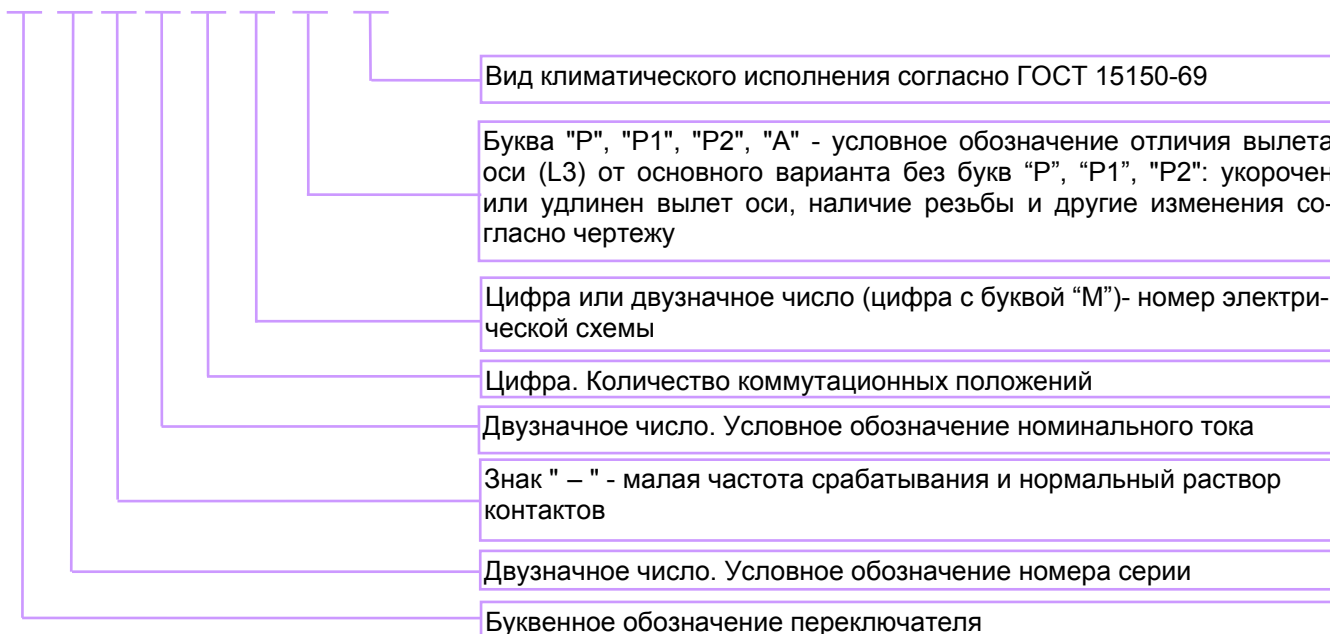 Вид климатического исполнения согласно ГОСТ 15150-69
Буква "Р", "Р1", "Р2", "А" - условное обозначение отличия вылета
оси (L3) от основного варианта без букв “Р”, “Р1”, "Р2": укорочен
или удлинен вылет оси, наличие резьбы и другие изменения со-
гласно чертежу
Цифра или двузначное число (цифра с буквой “М”)- номер электри-
ческой схемы
Цифра. Количество коммутационных положений
Двузначное число. Условное обозначение номинального тока
Знак " – " - малая частота срабатывания и нормальный раствор
контактов
Двузначное число. Условное обозначение номера серии
Буквенное обозначение переключателя